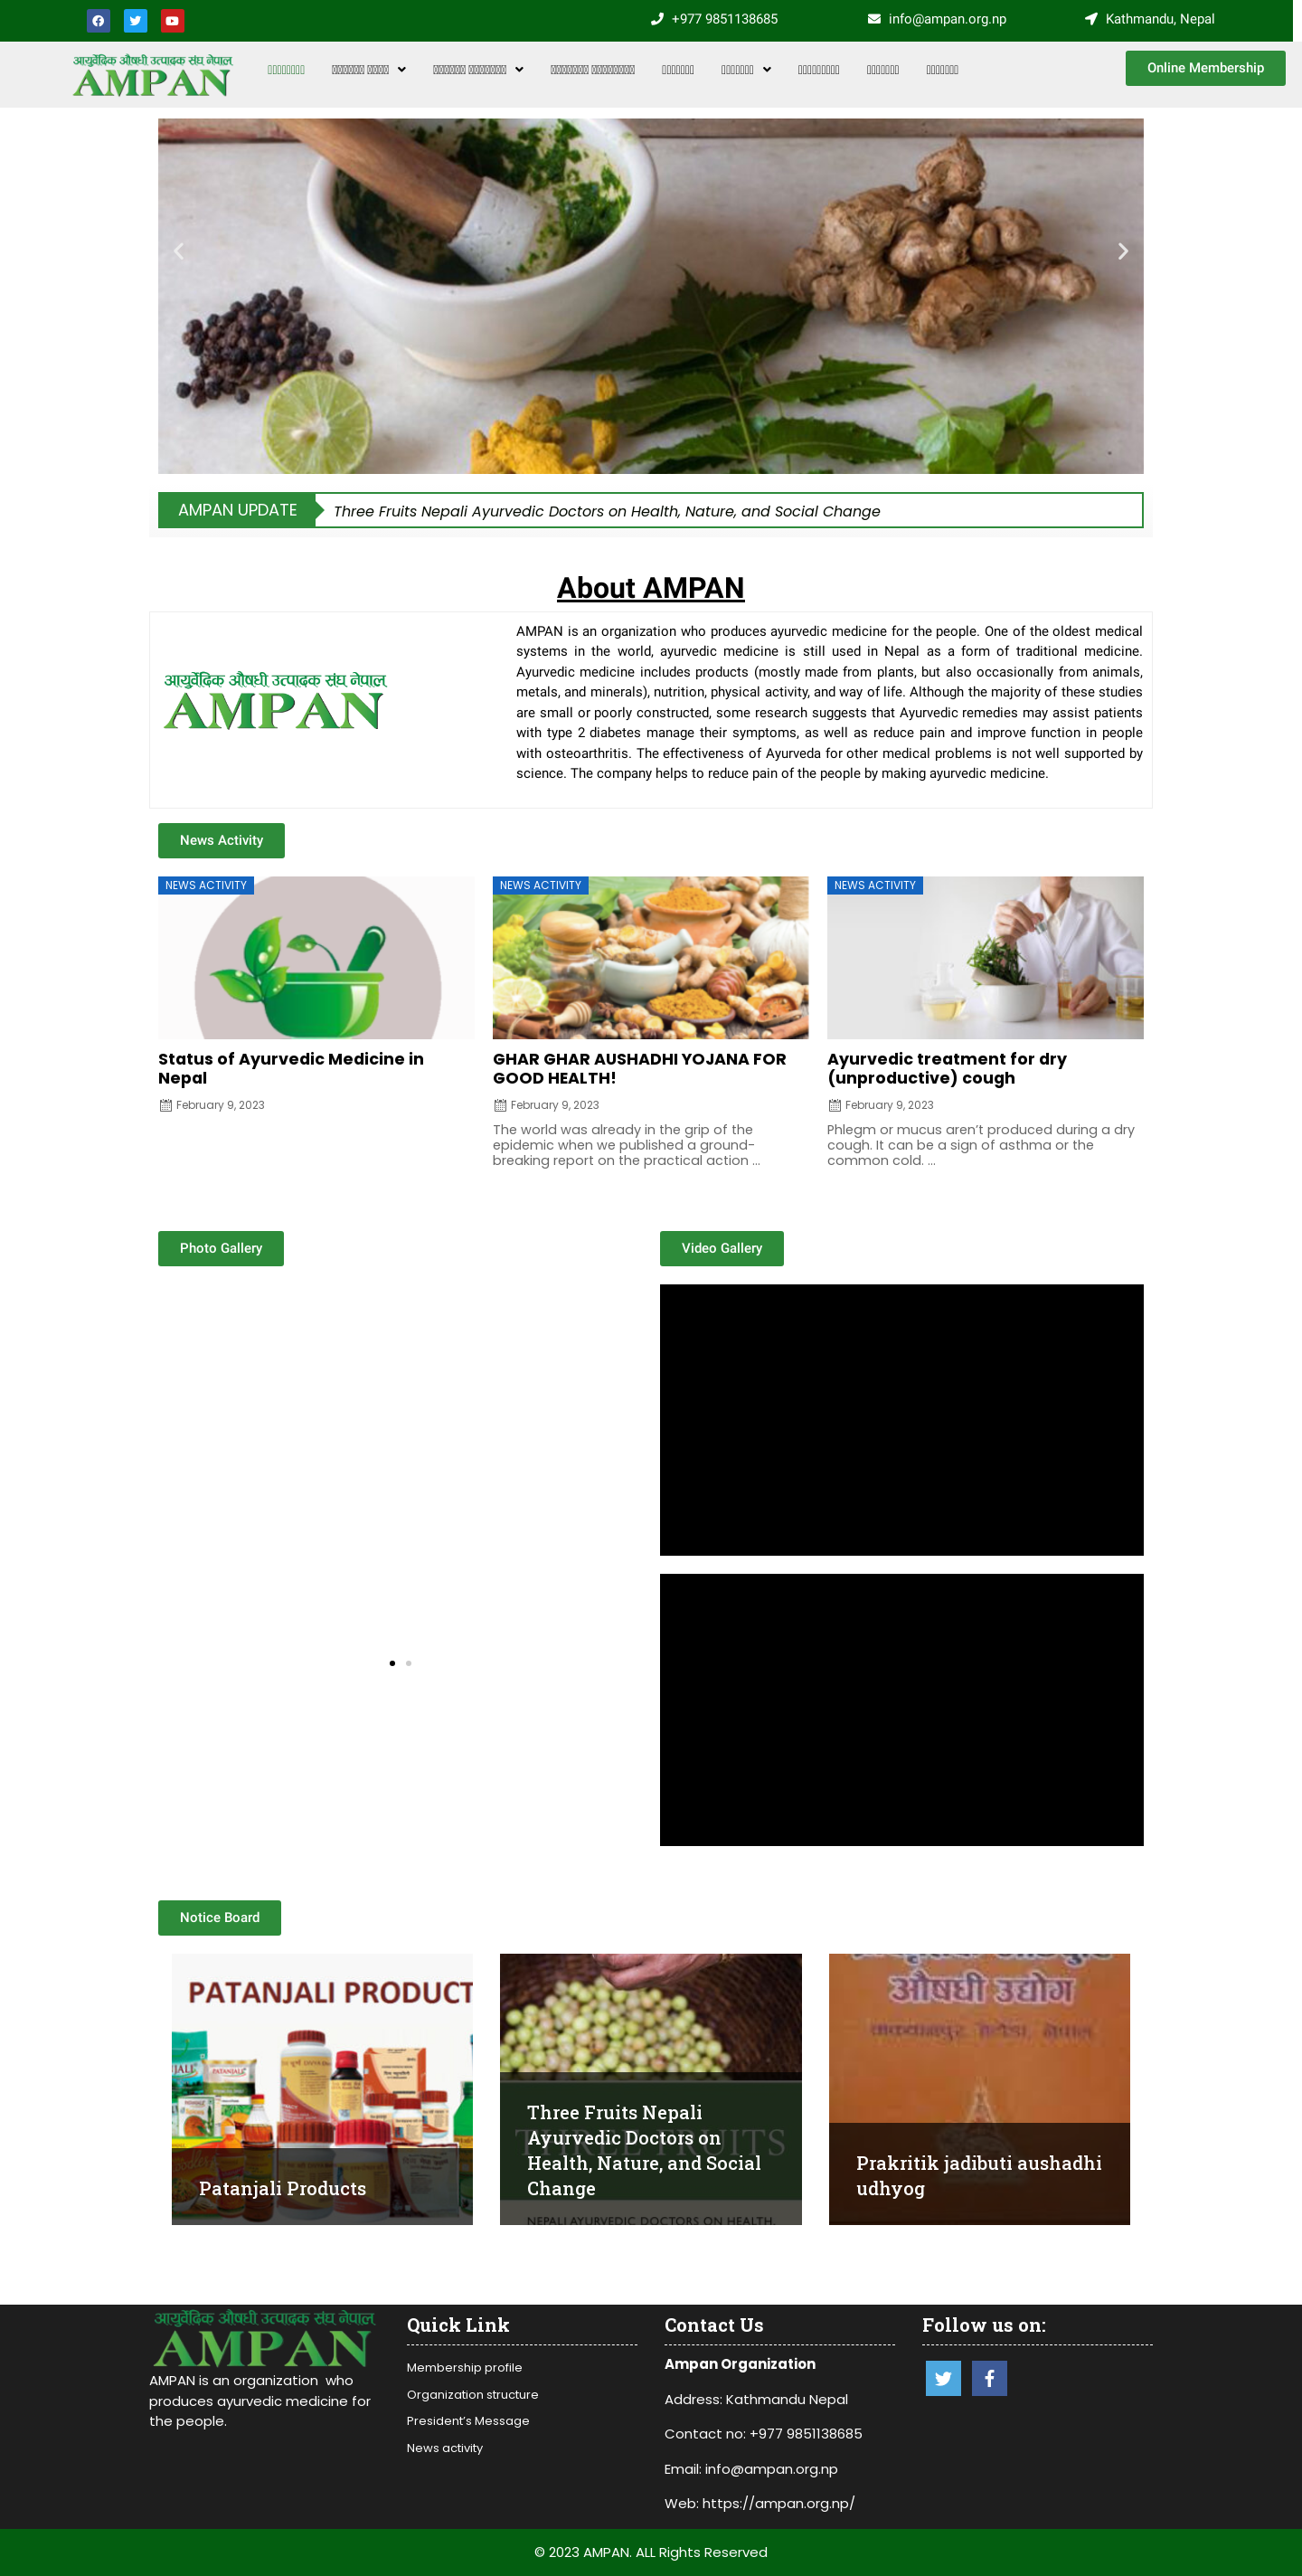 +977 9851138685
info@ampan.org.np
Kathmandu, Nepal
आयुर्वेदिक औषधी उत्पादक संघ नेपाल
AMPAN
Online Membership
AMPAN UPDATE
Three Fruits Nepali Ayurvedic Doctors on Health, Nature, and Social Change
About AMPAN
आयुर्वेदिक औषधी उत्पादक संघ नेपाल
AMPAN
AMPAN is an organization who produces ayurvedic medicine for the people. One of the oldest medical
systems in the world, ayurvedic medicine is still used in Nepal as a form of traditional medicine.
Ayurvedic medicine includes products (mostly made from plants, but also occasionally from animals,
metals, and minerals), nutrition, physical activity, and way of life. Although the majority of these studies
are small or poorly constructed, some research suggests that Ayurvedic remedies may assist patients
with type 2 diabetes manage their symptoms, as well as reduce pain and improve function in people
with osteoarthritis. The effectiveness of Ayurveda for other medical problems is not well supported by
science. The company helps to reduce pain of the people by making ayurvedic medicine.
News Activity
NEWS ACTIVITY
Status of Ayurvedic Medicine in
Nepal
February 9, 2023
NEWS ACTIVITY
GHAR GHAR AUSHADHI YOJANA FOR
GOOD HEALTH!
February 9, 2023
The world was already in the grip of the
epidemic when we published a ground-
breaking report on the practical action ...
NEWS ACTIVITY
Ayurvedic treatment for dry
(unproductive) cough
February 9, 2023
Phlegm or mucus aren’t produced during a dry
cough. It can be a sign of asthma or the
common cold. ...
Photo Gallery
Video Gallery
Notice Board
PATANJALI PRODUCT
PATANJALI
Patanjali Products
THREE FRUITS
Three Fruits Nepali
Ayurvedic Doctors on
Health, Nature, and Social
Change
NEPALI AYURVEDIC DOCTORS ON HEALTH,
औषधी उद्योग
Prakritik jadibuti aushadhi
udhyog
आयुर्वेदिक औषधी उत्पादक संघ नेपाल
AMPAN
AMPAN is an organization who
produces ayurvedic medicine for
the people.
Quick Link
Membership profile
Organization structure
President’s Message
News activity
Contact Us
Ampan Organization
Address: Kathmandu Nepal
Contact no: +977 9851138685
Email: info@ampan.org.np
Web: https://ampan.org.np/
Follow us on:
© 2023 AMPAN. ALL Rights Reserved